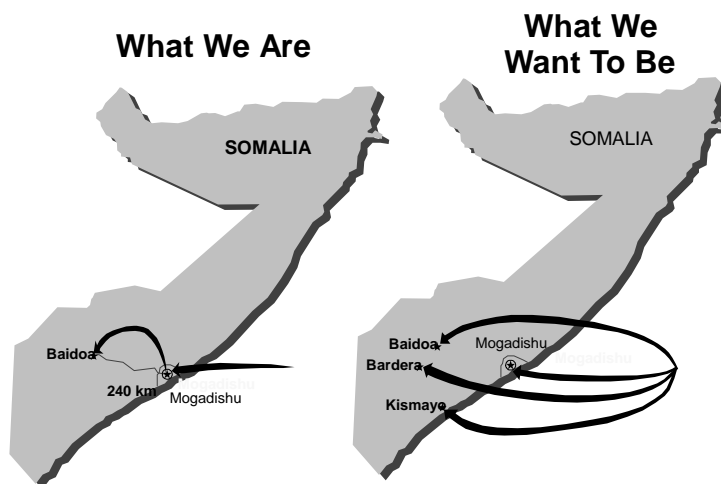 What We Are
SOMALIA
Baidoa
240 km
Mogadishu
Mogadishu
What We
Want To Be
SOMALIA
Mogadishu
Mogadishu
Baidoa
Bardera
Kismayo